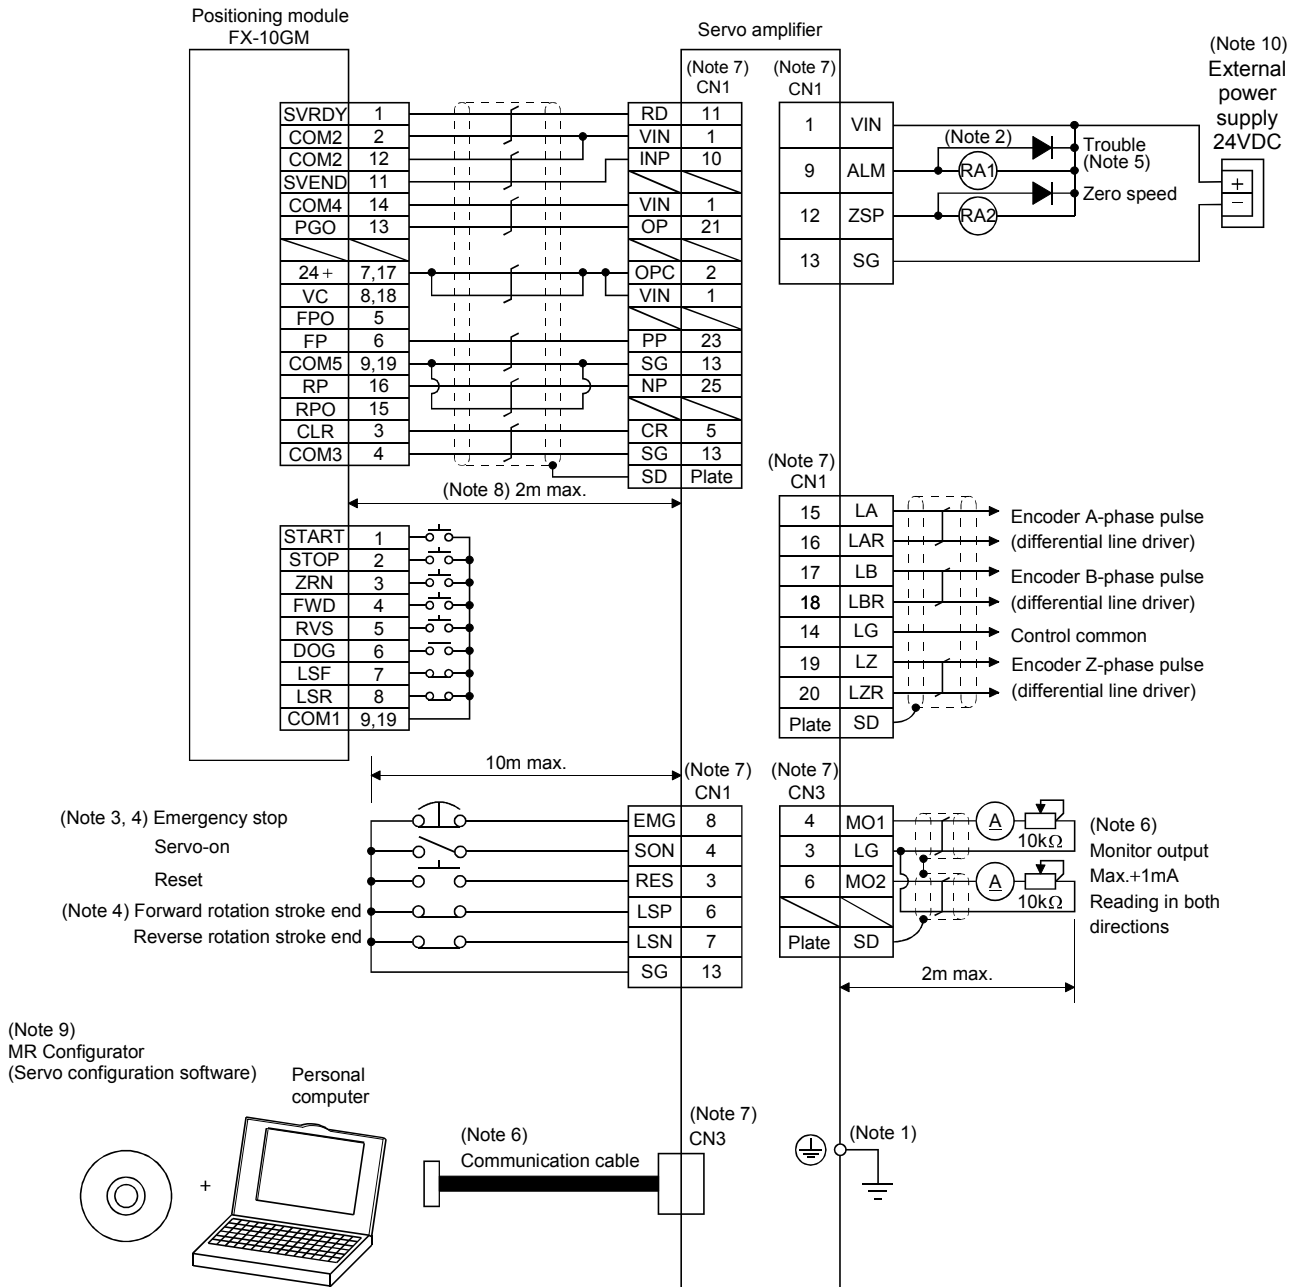 Positioning module
FX-10GM
Servo amplifier
(Note 7)
CN1
(Note 7)
CN1
(Note 10)
External
power
supply
24VDC
SVRDY 1 RD 11
COM2 2 VIN 1
COM2 12 INP 10
SVEND 11
COM4 14 VIN 1
PGO 13 OP 21
24+ 7,17 OPC 2
VC 8,18 VIN 1
FPO 5
FP 6 PP 23
COM5 9,19 SG 13
RP 16 NP 25
RPO 15
CLR 3 CR 5
COM3 4 SG 13
SD Plate
(Note 8) 2m max.
1 VIN
9 ALM
12 ZSP
13 SG
(Note 2)
RA1
RA2
Trouble
(Note 5)
Zero speed
+
−
START 1
STOP 2
ZRN 3
FWD 4
RVS 5
DOG 6
LSF 7
LSR 8
COM1 9,19
(Note 7)
CN1
15 LA
16 LAR
17 LB
18 LBR
14 LG
19 LZ
20 LZR
Plate SD
Encoder A-phase pulse
(differential line driver)
Encoder B-phase pulse
(differential line driver)
Control common
Encoder Z-phase pulse
(differential line driver)
10m max.
(Note 7)
CN1
(Note 3, 4) Emergency stop
Servo-on
Reset
(Note 4) Forward rotation stroke end
Reverse rotation stroke end
EMG 8
SON 4
RES 3
LSP 6
LSN 7
SG 13
(Note 7)
CN3
4 MO1
3 LG
6 MO2
Plate SD
A
10kΩ
A
10kΩ
(Note 6)
Monitor output
Max.+1mA
Reading in both
directions
2m max.
(Note 9)
MR Configurator
(Servo configuration software)
Personal
computer
+
(Note 6)
Communication cable
(Note 7)
CN3
(Note 1)